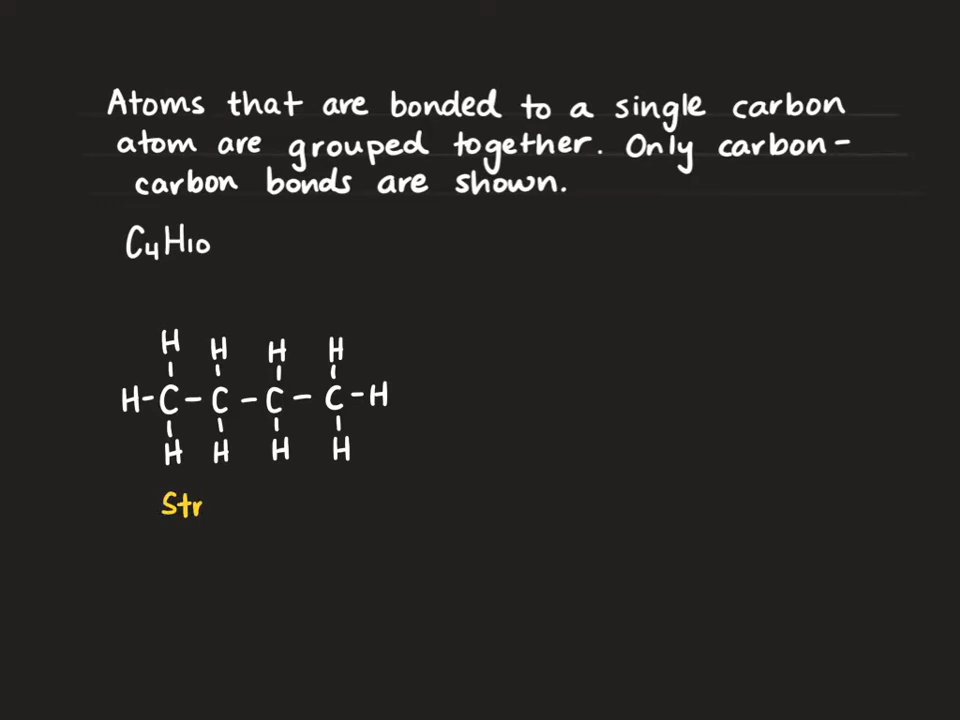 Atoms that are bonded to a single carbon
atom are grouped together. Only carbon-
carbon bonds are shown.
C4H10
H H H H
H-C-C-C-C-H
H H H H
Str